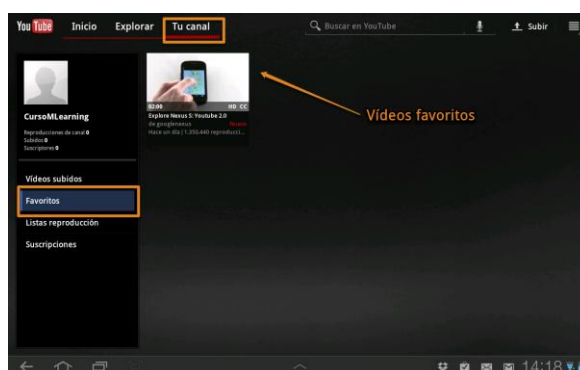 You Tube Inicio Explorar Tu canal Buscar en YouTube Subir
02:00 HD CC
Explore Nexus S: Youtube 2.0
de googlenexus
Hace un día | 1.350.440 reproducci...
Vídeos favoritos
CursoMLearning
Reproducciones de canal 0
Subidos 0
Suscriptores 0
Vídeos subidos
Favoritos
Listas reproducción
Suscripciones
14:18